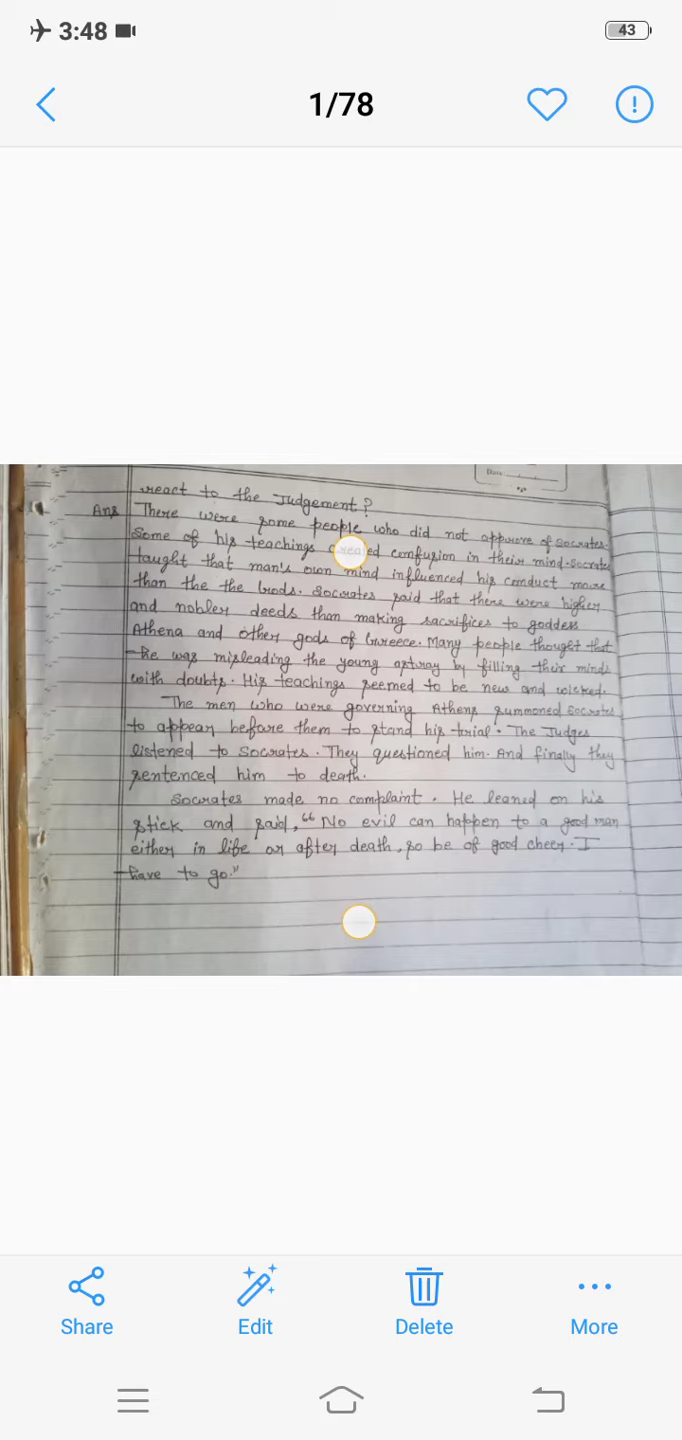 3:48
43
1/78
react to the Judgement?
Ans There were some people who did not approve of Socrates.
Some of his teachings created confusion in their mind. Socrates
taught that man's own mind influenced his conduct more
than the the Gods. Socrates said that there were higher
and nobler deeds than making sacrifices to goddess
Athena and other gods of Greece. Many people thought that
he was misleading the young astray by filling their minds
with doubts. His teachings seemed to be new and wicked.
The men who were governing Athens summoned Socrates
to appear before them to stand his trial. The Judges
listened to Socrates. They questioned him. And finally they
sentenced him to death.
Socrates made no complaint. He leaned on his
stick and said, "No evil can happen to a good man
either in life or after death, so be of good cheer. I
have to go."
Share
Edit
Delete
More